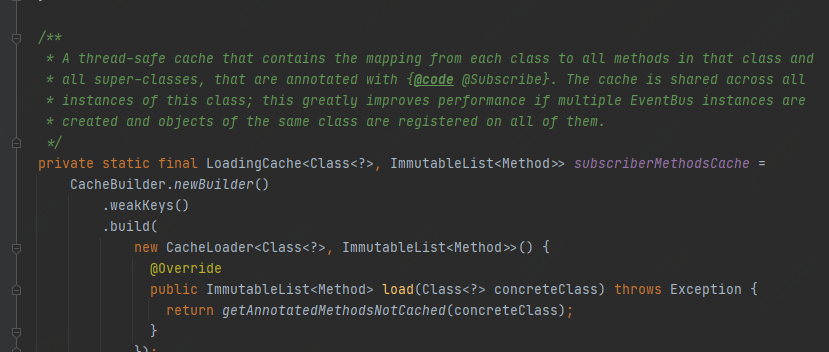 /**
 * A thread-safe cache that contains the mapping from each class to all methods in that class and
 * all super-classes, that are annotated with {@code @Subscribe}. The cache is shared across all
 * instances of this class; this greatly improves performance if multiple EventBus instances are
 * created and objects of the same class are registered on all of them.
 */
private static final LoadingCache<Class<?>, ImmutableList<Method>> subscriberMethodsCache =
    CacheBuilder.newBuilder()
        .weakKeys()
        .build(
            new CacheLoader<Class<?>, ImmutableList<Method>>() {
              @Override
              public ImmutableList<Method> load(Class<?> concreteClass) throws Exception {
                return getAnnotatedMethodsNotCached(concreteClass);
              }
            });